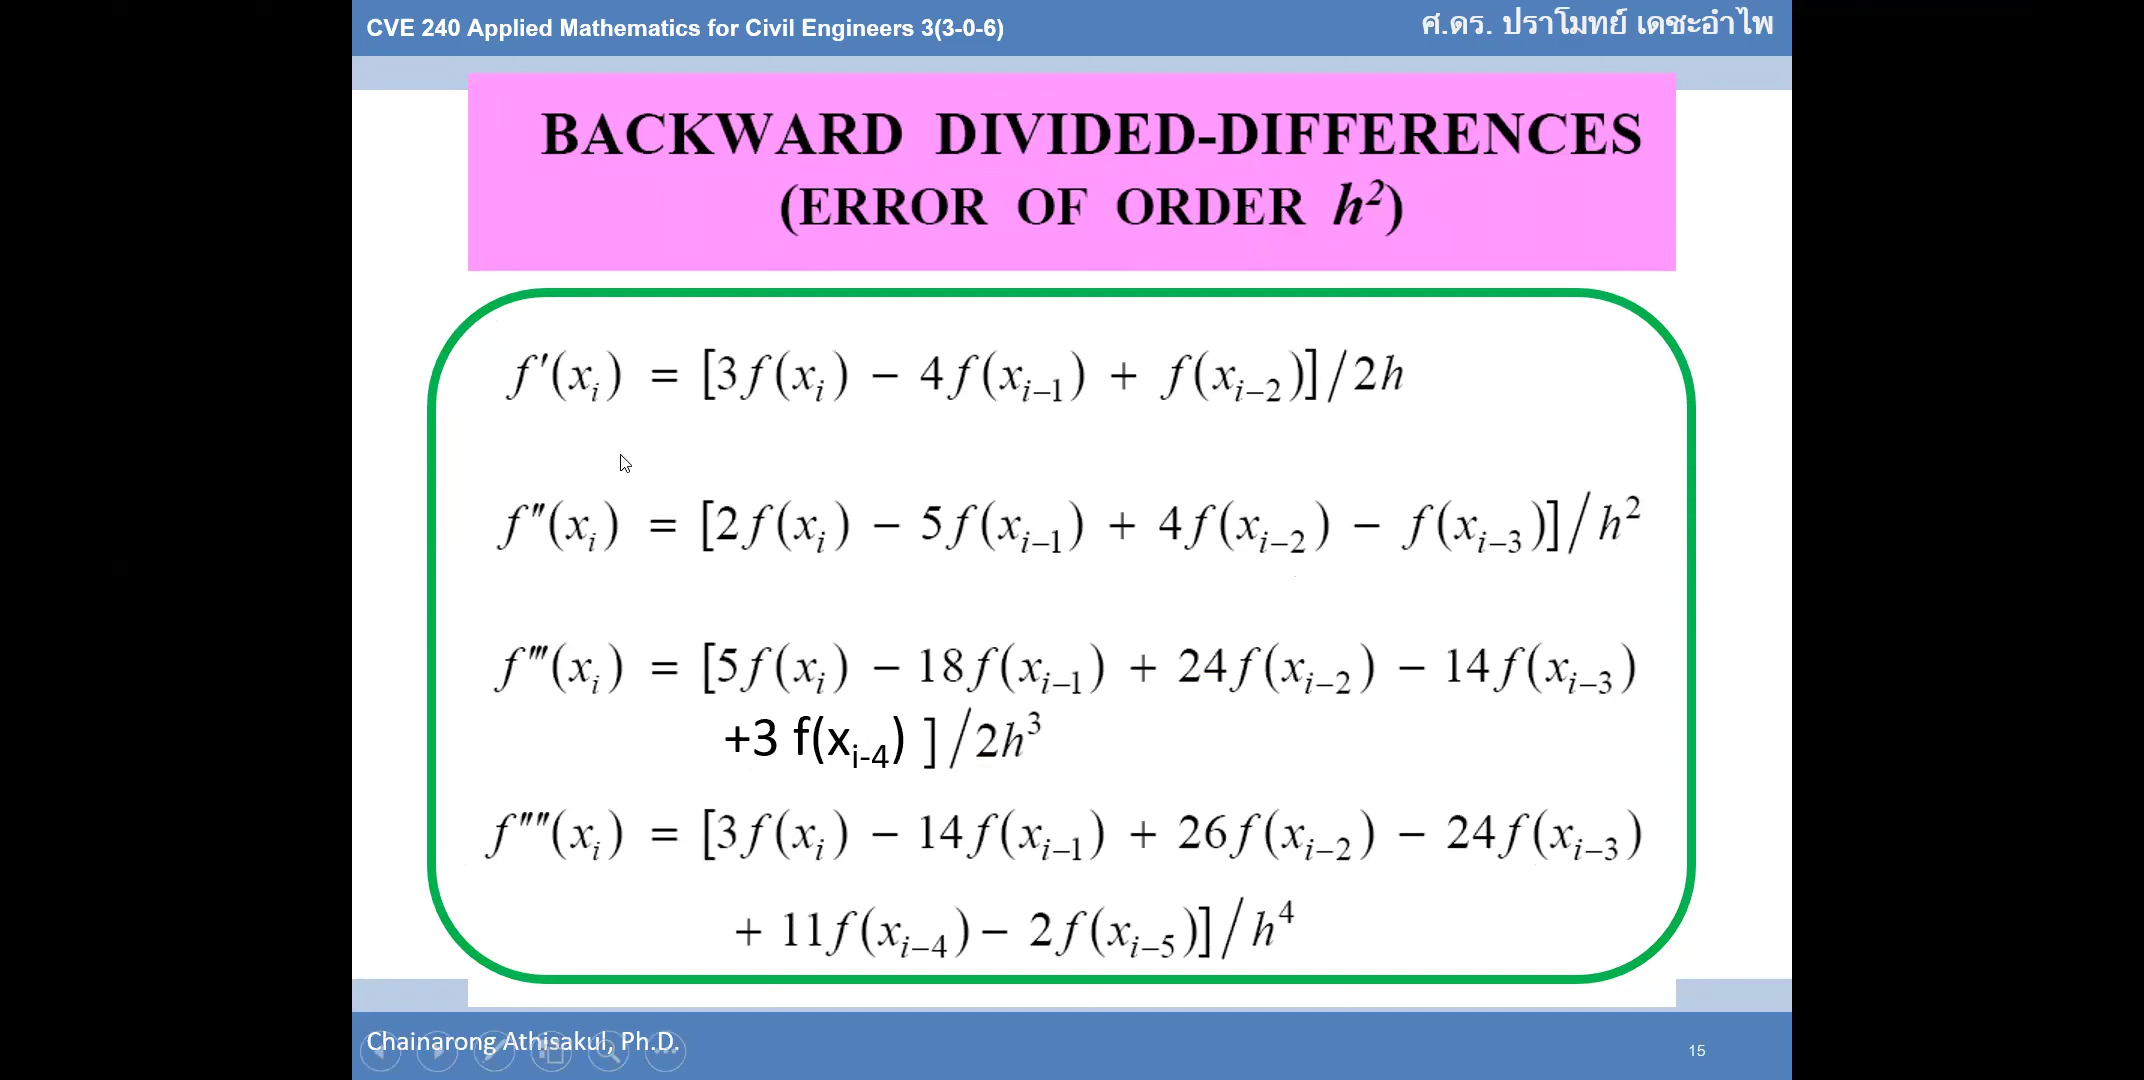 CVE 240 Applied Mathematics for Civil Engineers 3(3-0-6)
ศ.ดร. ปราโมทย์ เดชะอำไพ
BACKWARD DIVIDED-DIFFERENCES
(ERROR OF ORDER h²)
f′(xᵢ) = [3f(xᵢ) − 4f(xᵢ₋₁) + f(xᵢ₋₂)]/2h
f″(xᵢ) = [2f(xᵢ) − 5f(xᵢ₋₁) + 4f(xᵢ₋₂) − f(xᵢ₋₃)]/h²
f‴(xᵢ) = [5f(xᵢ) − 18f(xᵢ₋₁) + 24f(xᵢ₋₂) − 14f(xᵢ₋₃)
+3 f(xᵢ₋₄) ]/2h³
f″″(xᵢ) = [3f(xᵢ) − 14f(xᵢ₋₁) + 26f(xᵢ₋₂) − 24f(xᵢ₋₃)
+ 11f(xᵢ₋₄) − 2f(xᵢ₋₅)]/h⁴
Chainarong Athisakul, Ph.D.
15